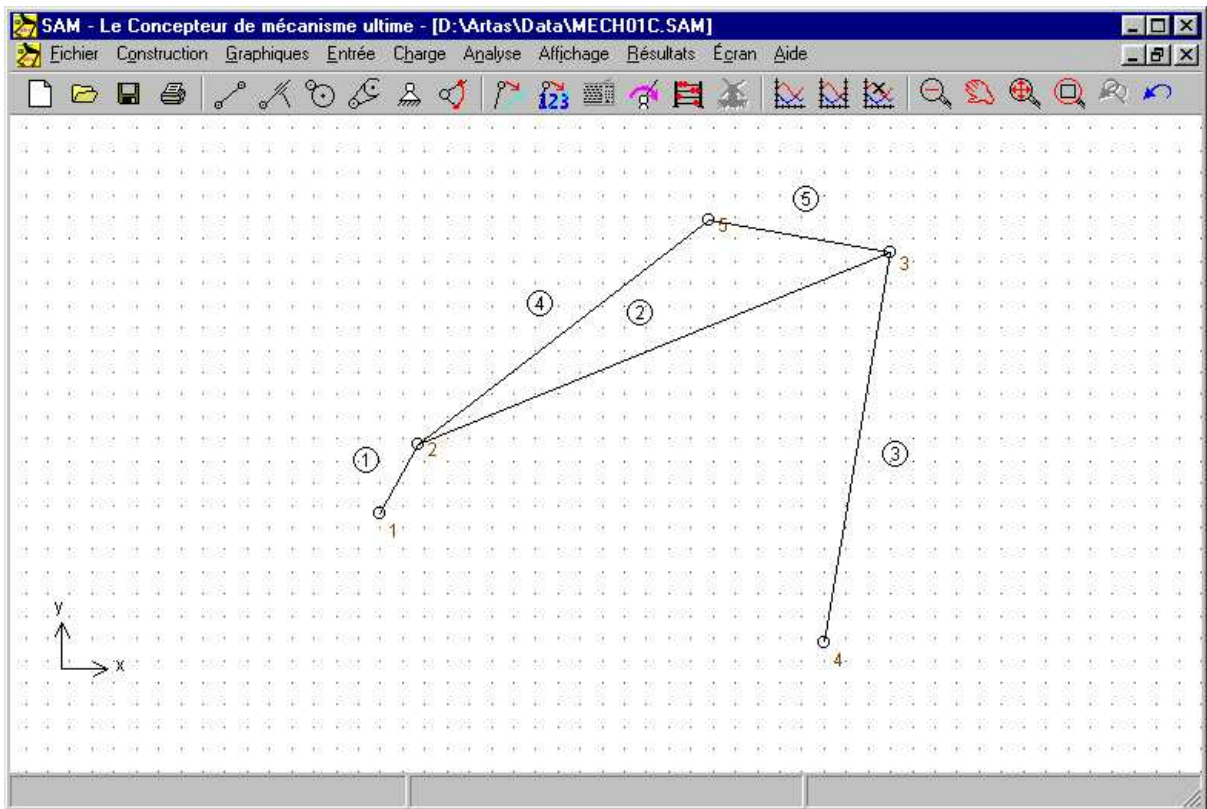 SAM - Le Concepteur de mécanisme ultime - [D:\Artas\Data\MECH01C.SAM]
Fichier Construction Graphiques Entrée Charge Analyse Affichage Résultats Écran Aide
123
5
5
3
4
2
2
1
3
1
y
x
4